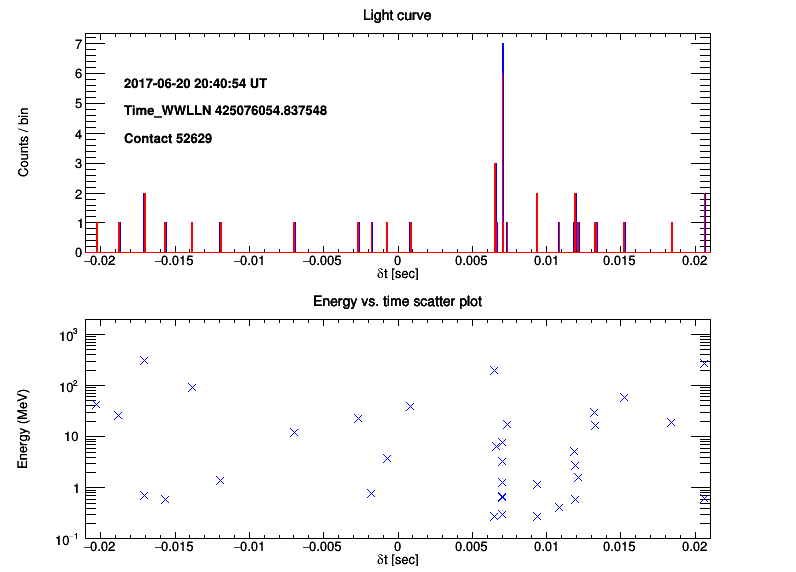 Light curve
7
6
5
4
3
2
1
0
Counts / bin
2017-06-20 20:40:54 UT
Time_WWLLN 425076054.837548
Contact 52629
−0.02 −0.015 −0.01 −0.005 0 0.005 0.01 0.015 0.02
δt [sec]
Energy vs. time scatter plot
10³
10²
10
1
10⁻¹
Energy (MeV)
−0.02 −0.015 −0.01 −0.005 0 0.005 0.01 0.015 0.02
δt [sec]